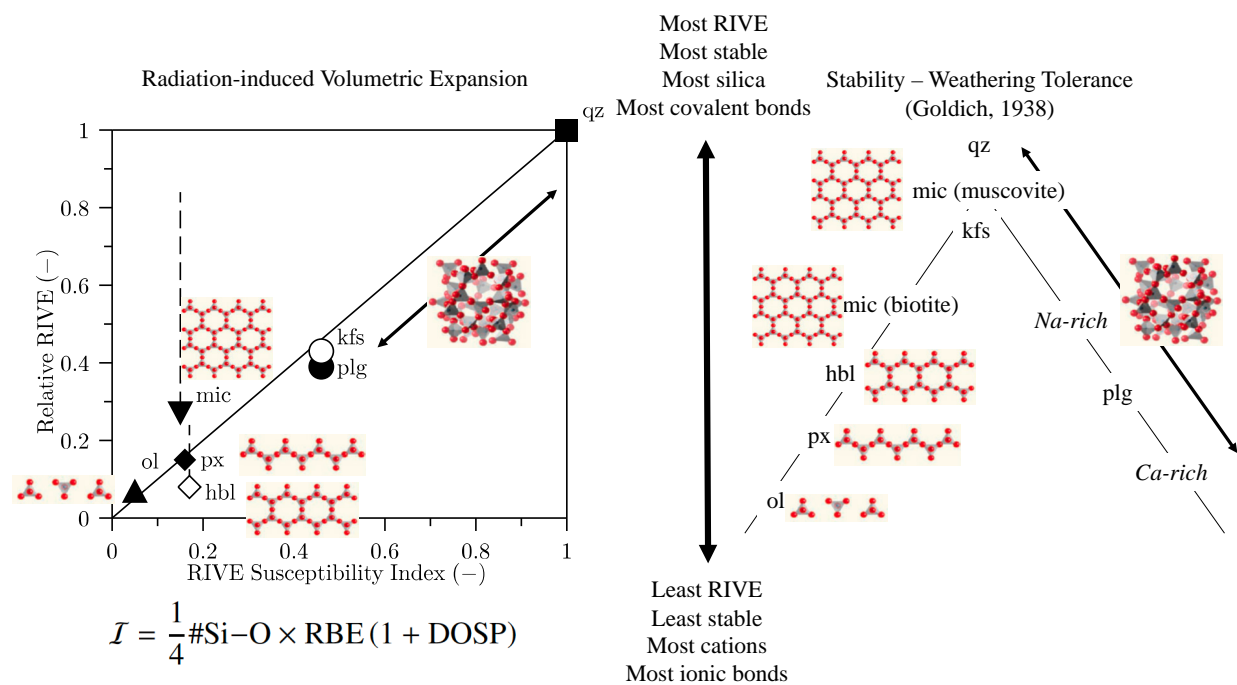 Radiation-induced Volumetric Expansion
1
0.8
0.6
0.4
0.2
0
Relative RIVE (−)
0
0.2
0.4
0.6
0.8
1
RIVE Susceptibility Index (−)
qz
kfs
plg
mic
ol
px
hbl
ℐ = 1/4 #Si−O × RBE (1 + DOSP)
Most RIVE
Most stable
Most silica
Most covalent bonds
Least RIVE
Least stable
Most cations
Most ionic bonds
Stability – Weathering Tolerance
(Goldich, 1938)
qz
mic (muscovite)
kfs
mic (biotite)
Na-rich
hbl
plg
px
Ca-rich
ol